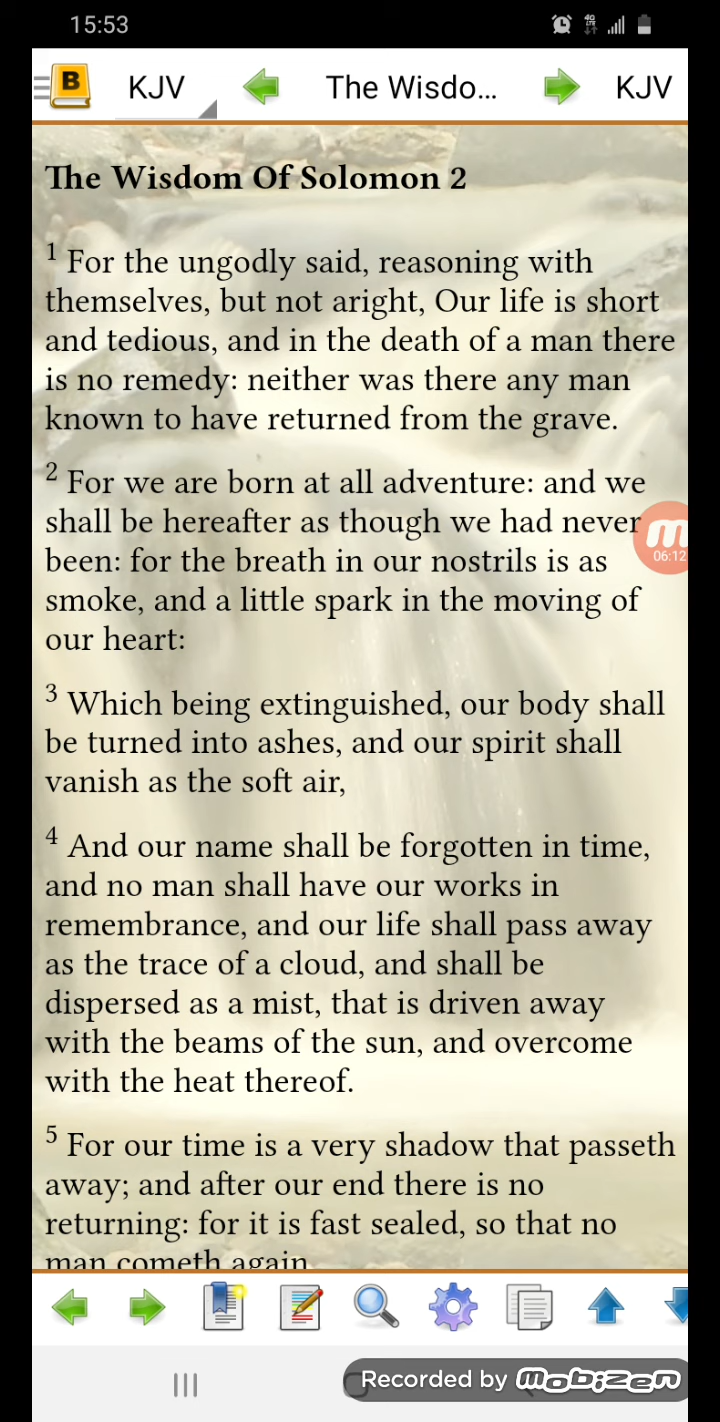 15:53
4G
LTE
B
KJV
The Wisdo...
KJV
The Wisdom Of Solomon 2
1 For the ungodly said, reasoning with
themselves, but not aright, Our life is short
and tedious, and in the death of a man there
is no remedy: neither was there any man
known to have returned from the grave.
2 For we are born at all adventure: and we
shall be hereafter as though we had never
been: for the breath in our nostrils is as
smoke, and a little spark in the moving of
our heart:
m
06:12
3 Which being extinguished, our body shall
be turned into ashes, and our spirit shall
vanish as the soft air,
4 And our name shall be forgotten in time,
and no man shall have our works in
remembrance, and our life shall pass away
as the trace of a cloud, and shall be
dispersed as a mist, that is driven away
with the beams of the sun, and overcome
with the heat thereof.
5 For our time is a very shadow that passeth
away; and after our end there is no
returning: for it is fast sealed, so that no
man cometh again
Recorded by mobizen